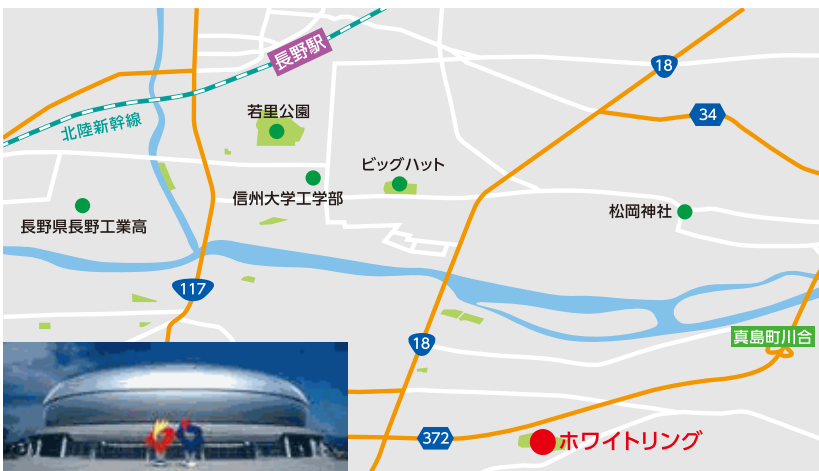 長野駅
18
34
若里公園
北陸新幹線
ビッグハット
信州大学工学部
松岡神社
長野県長野工業高
117
真島町川合
18
372
ホワイトリング